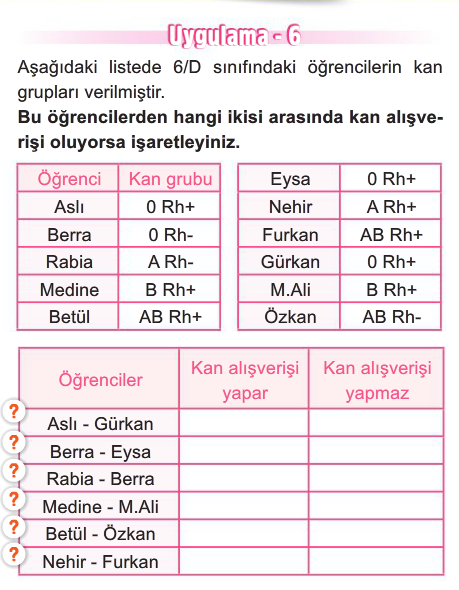 Uygulama - 6
Aşağıdaki listede 6/D sınıfındaki öğrencilerin kan
grupları verilmiştir.
Bu öğrencilerden hangi ikisi arasında kan alışve-
rişi oluyorsa işaretleyiniz.
Öğrenci Kan grubu
Aslı 0 Rh+
Berra 0 Rh-
Rabia A Rh-
Medine B Rh+
Betül AB Rh+
Eysa 0 Rh+
Nehir A Rh+
Furkan AB Rh+
Gürkan 0 Rh+
M.Ali B Rh+
Özkan AB Rh-
Öğrenciler
Kan alışverişi
yapar
Kan alışverişi
yapmaz
? Aslı - Gürkan
? Berra - Eysa
? Rabia - Berra
? Medine - M.Ali
? Betül - Özkan
? Nehir - Furkan